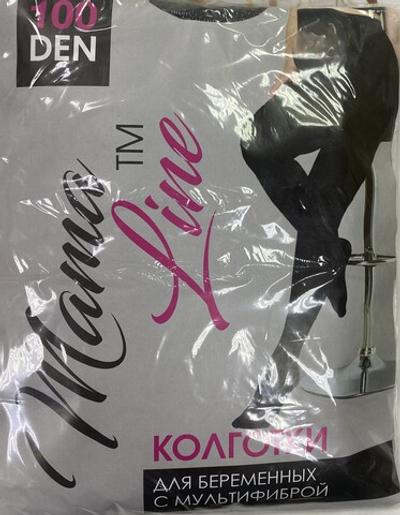 100
DEN
Mama
Line
TM
КОЛГОТКИ
ДЛЯ БЕРЕМЕННЫХ
С МУЛЬТИФИБРОЙ